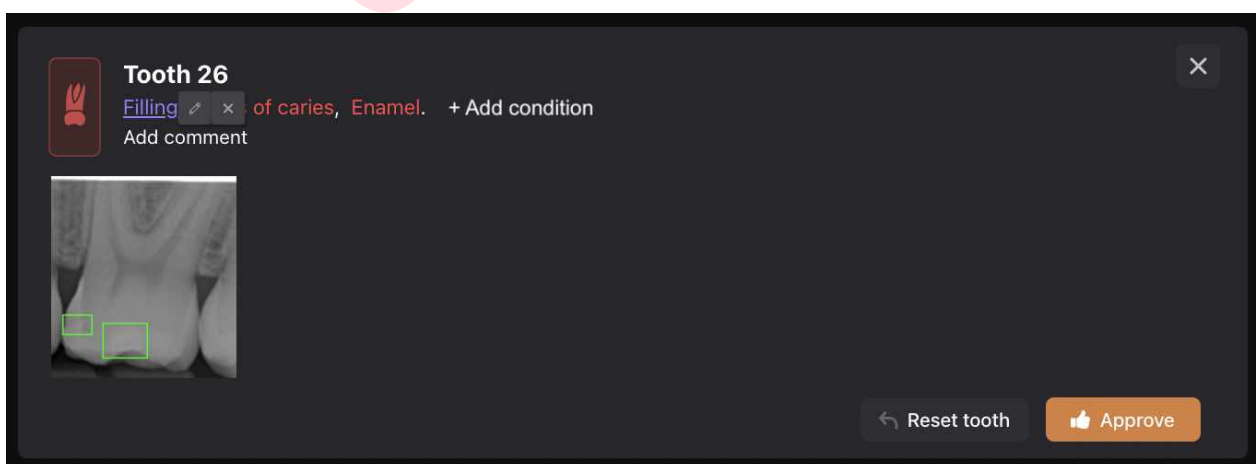 Tooth 26
Filling of caries, Enamel. + Add condition
Add comment
Reset tooth
Approve